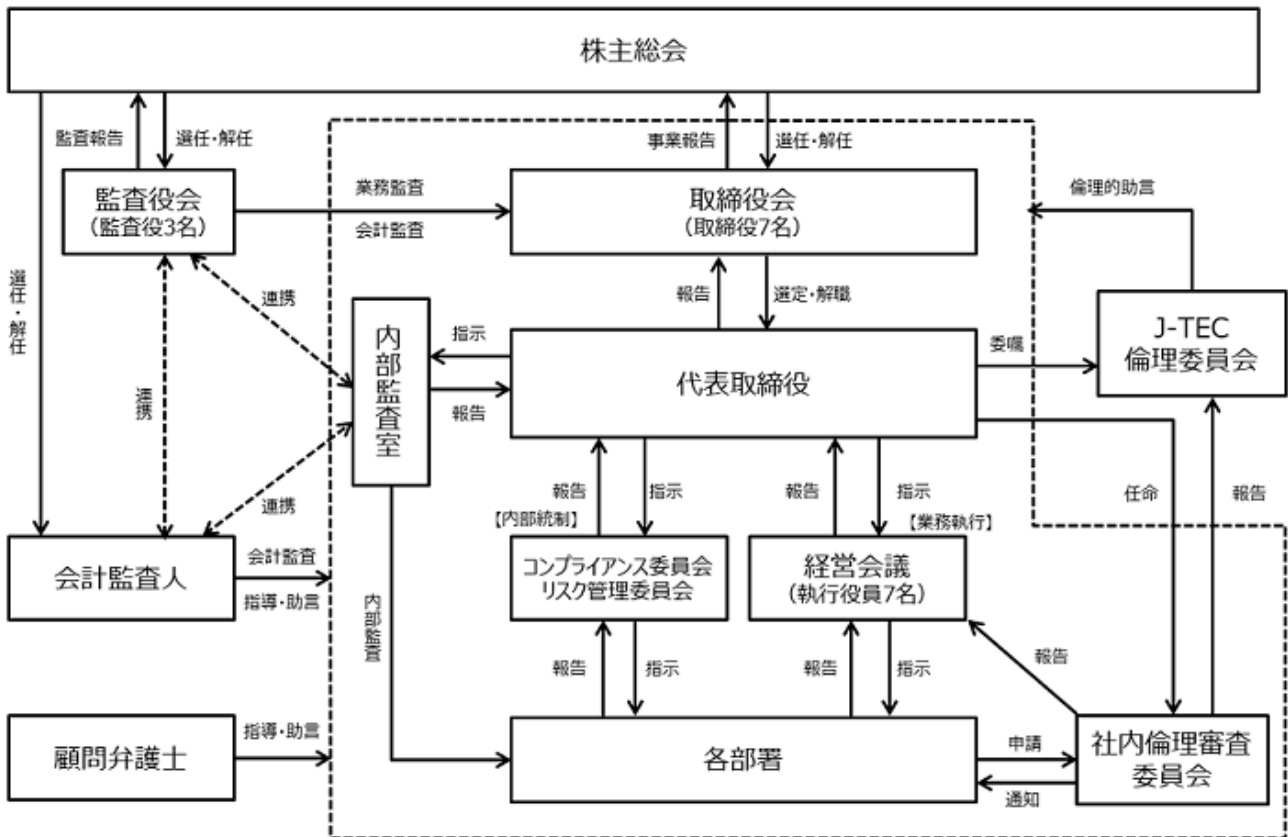 株主総会
監査報告
選任・解任
事業報告
選任・解任
監査役会
(監査役3名)
業務監査
会計監査
取締役会
(取締役7名)
倫理的助言
選任・解任
連携
報告
選定・解職
内部監査室
指示
報告
代表取締役
委嘱
J-TEC
倫理委員会
連携
連携
報告
指示
報告
指示
任命
報告
【内部統制】
【業務執行】
会計監査人
会計監査
指導・助言
コンプライアンス委員会
リスク管理委員会
経営会議
(執行役員7名)
内部監査
報告
指示
報告
指示
報告
顧問弁護士
指導・助言
各部署
申請
通知
社内倫理審査
委員会